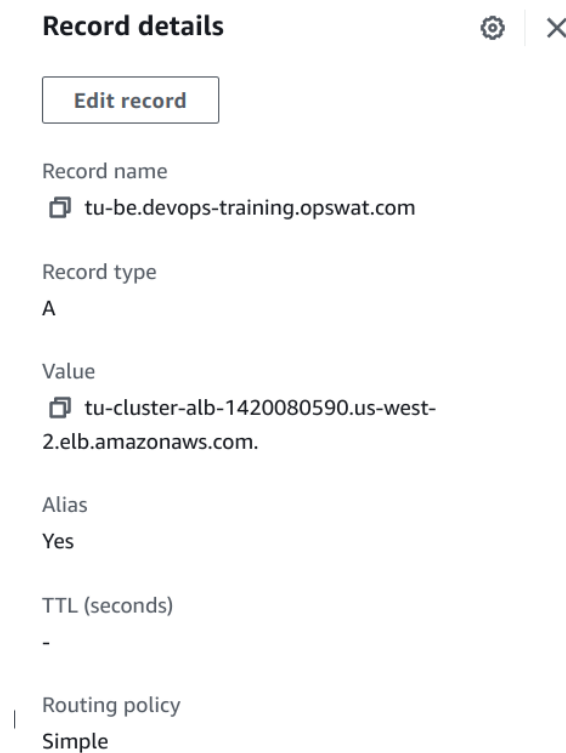 Record details
Edit record
Record name
tu-be.devops-training.opswat.com
Record type
A
Value
tu-cluster-alb-1420080590.us-west-
2.elb.amazonaws.com.
Alias
Yes
TTL (seconds)
-
Routing policy
Simple